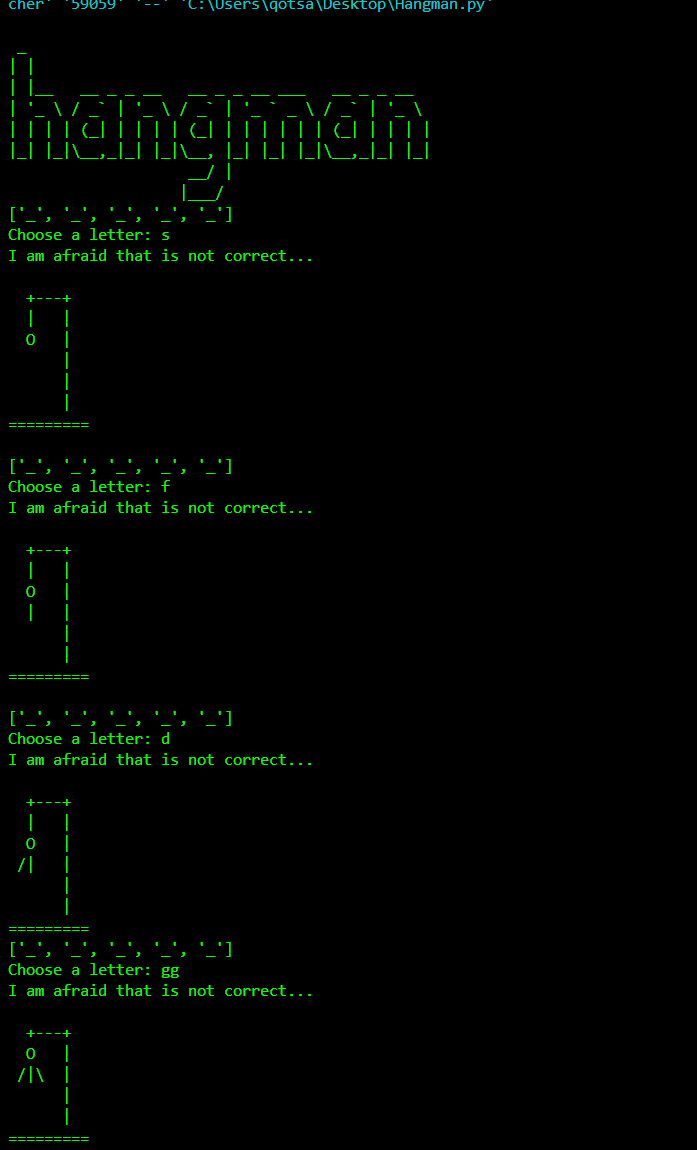 cher' '59059' '--' 'C:\Users\qotsa\Desktop\Hangman.py'
 _
| |
| |__   __ _ _ __   __ _ _ __ ___   __ _ _ __
| '_ \ / _` | '_ \ / _` | '_ ` _ \ / _` | '_ \
| | | | (_| | | | | (_| | | | | | | (_| | | | |
|_| |_|\__,_|_| |_|\__, |_| |_| |_|\__,_|_| |_|
                    __/ |
                   |___/
['_', '_', '_', '_', '_']
Choose a letter: s
I am afraid that is not correct...
  +---+
  |   |
  O   |
      |
      |
      |
=========
['_', '_', '_', '_', '_']
Choose a letter: f
I am afraid that is not correct...
  +---+
  |   |
  O   |
  |   |
      |
      |
=========
['_', '_', '_', '_', '_']
Choose a letter: d
I am afraid that is not correct...
  +---+
  |   |
  O   |
 /|   |
      |
      |
=========
['_', '_', '_', '_', '_']
Choose a letter: gg
I am afraid that is not correct...
  +---+
  O   |
 /|\  |
      |
      |
=========